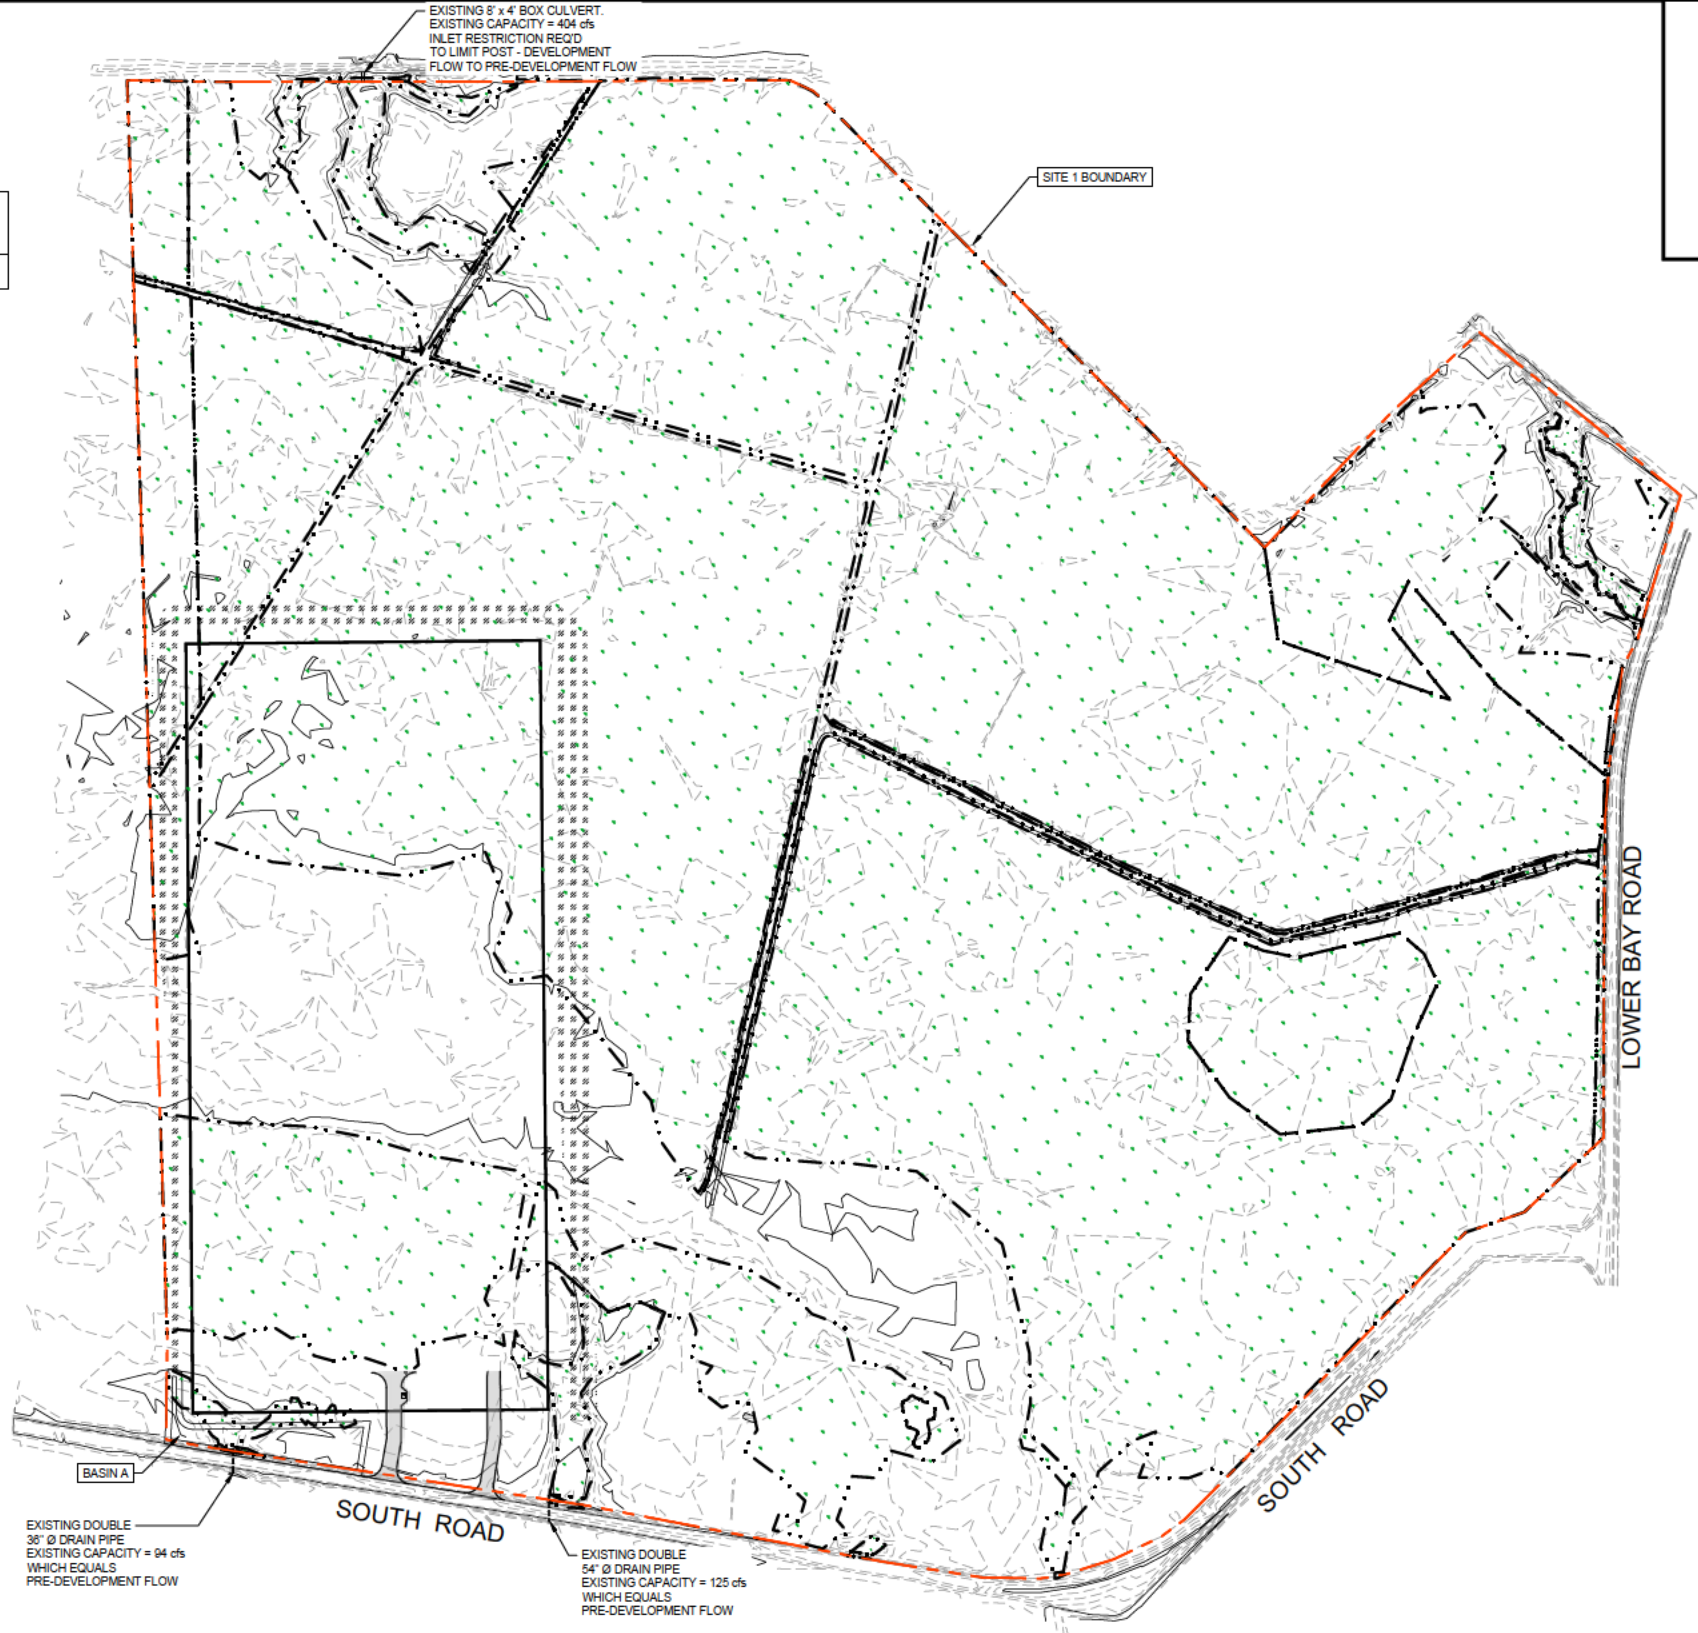 EXISTING 8' x 4' BOX CULVERT.
EXISTING CAPACITY = 404 cfs
INLET RESTRICTION REQ'D
TO LIMIT POST - DEVELOPMENT
FLOW TO PRE-DEVELOPMENT FLOW
SITE 1 BOUNDARY
LOWER BAY ROAD
SOUTH ROAD
BASIN A
SOUTH ROAD
EXISTING DOUBLE
36" Ø DRAIN PIPE
EXISTING CAPACITY = 94 cfs
WHICH EQUALS
PRE-DEVELOPMENT FLOW
EXISTING DOUBLE
54" Ø DRAIN PIPE
EXISTING CAPACITY = 125 cfs
WHICH EQUALS
PRE-DEVELOPMENT FLOW